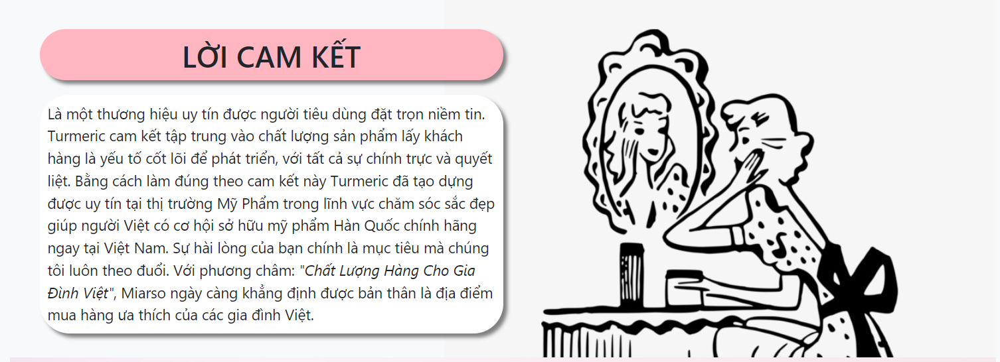 LỜI CAM KẾT
Là một thương hiệu uy tín được người tiêu dùng đặt trọn niềm tin.
Turmeric cam kết tập trung vào chất lượng sản phẩm lấy khách
hàng là yếu tố cốt lõi để phát triển, với tất cả sự chính trực và quyết
liệt. Bằng cách làm đúng theo cam kết này Turmeric đã tạo dựng
được uy tín tại thị trường Mỹ Phẩm trong lĩnh vực chăm sóc sắc đẹp
giúp người Việt có cơ hội sở hữu mỹ phẩm Hàn Quốc chính hãng
ngay tại Việt Nam. Sự hài lòng của bạn chính là mục tiêu mà chúng
tôi luôn theo đuổi. Với phương châm: "Chất Lượng Hàng Cho Gia
Đình Việt", Miarso ngày càng khẳng định được bản thân là địa điểm
mua hàng ưa thích của các gia đình Việt.